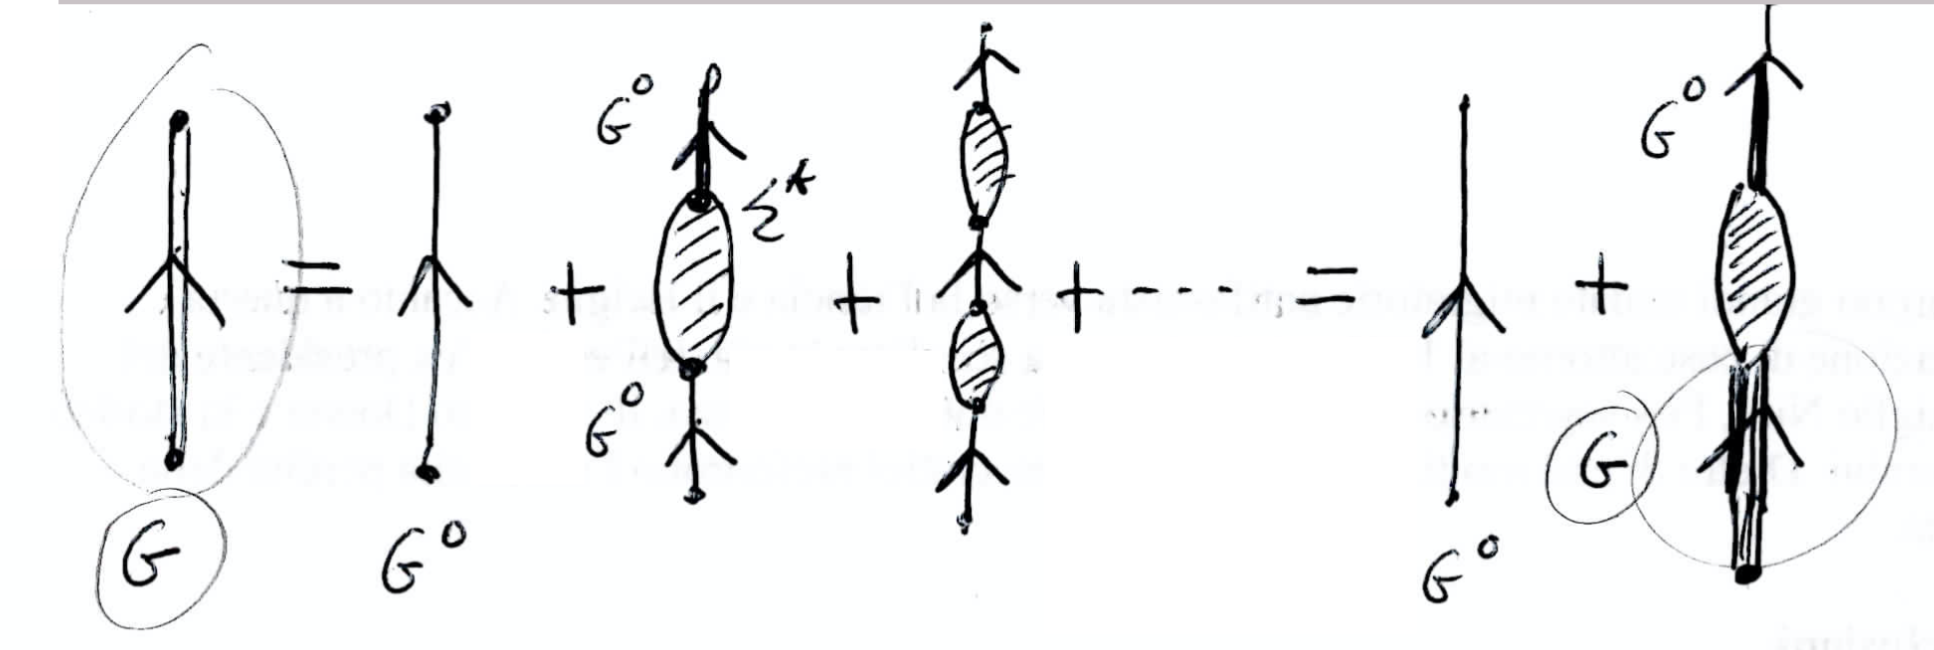 G⁰ G⁰
Σ*
= + + + ---- = +
G⁰ G
G G⁰ G⁰